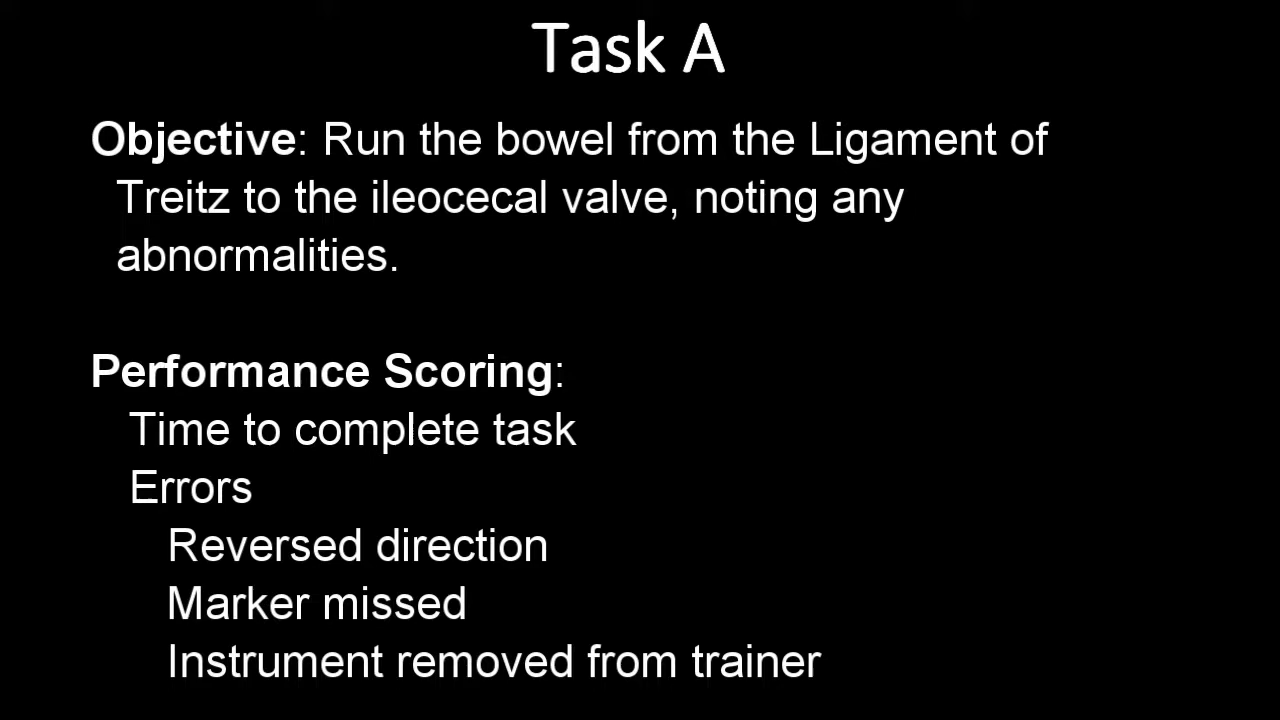 Task A
Objective: Run the bowel from the Ligament of
Treitz to the ileocecal valve, noting any
abnormalities.
Performance Scoring:
Time to complete task
Errors
Reversed direction
Marker missed
Instrument removed from trainer